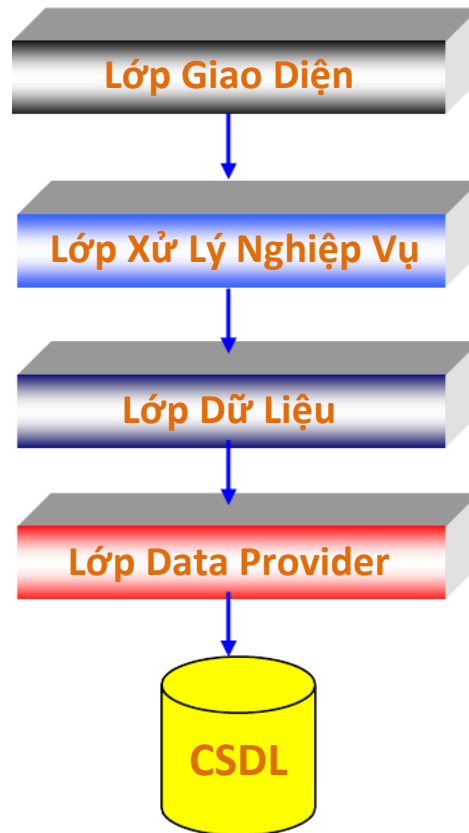 Lớp Giao Diện
Lớp Xử Lý Nghiệp Vụ
Lớp Dữ Liệu
Lớp Data Provider
CSDL